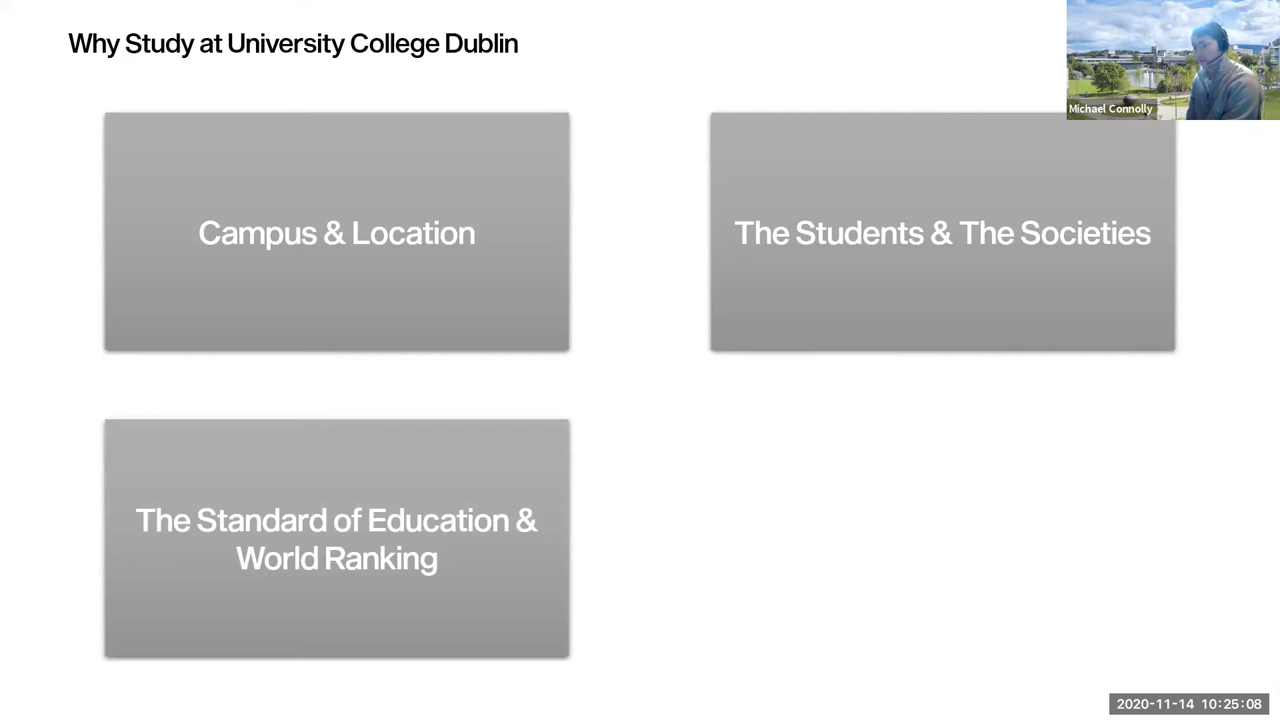 Why Study at University College Dublin
Michael Connolly
Campus & Location
The Students & The Societies
The Standard of Education &
World Ranking
2020-11-14 10:25:08